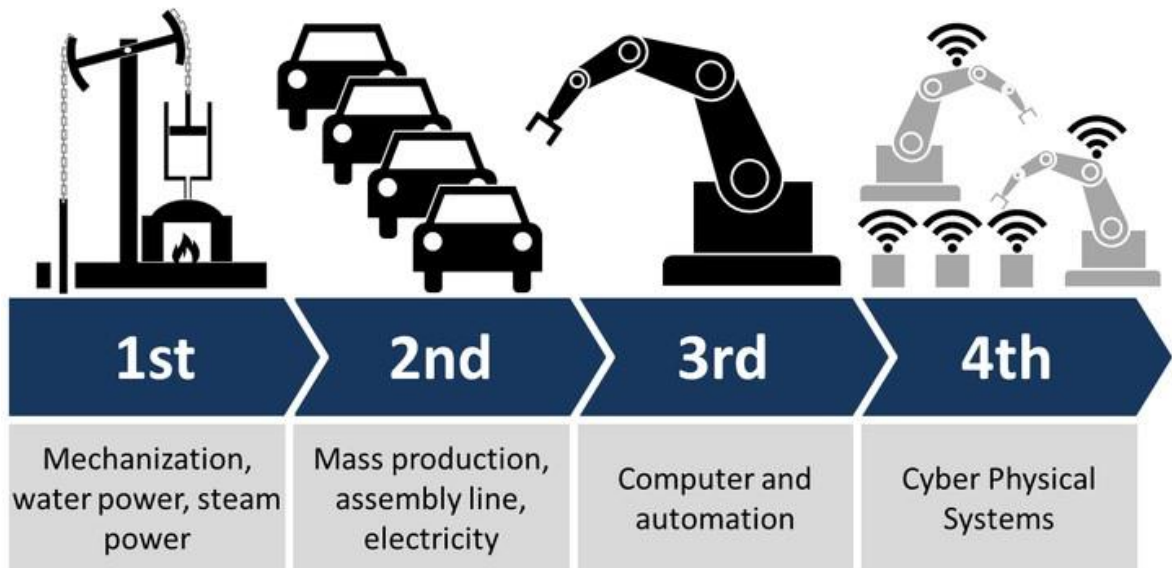 1st
2nd
3rd
4th
Mechanization,
water power, steam
power
Mass production,
assembly line,
electricity
Computer and
automation
Cyber Physical
Systems